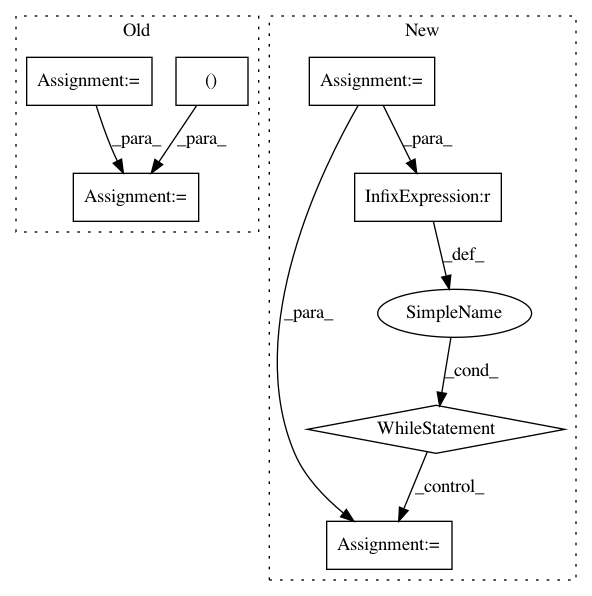 Old
New
Assignment:=
()
Assignment:=
_para_
_para_
_para_
Assignment:=
InfixExpression:r
_def_
_para_
SimpleName
_cond_
WhileStatement
_control_
Assignment:=